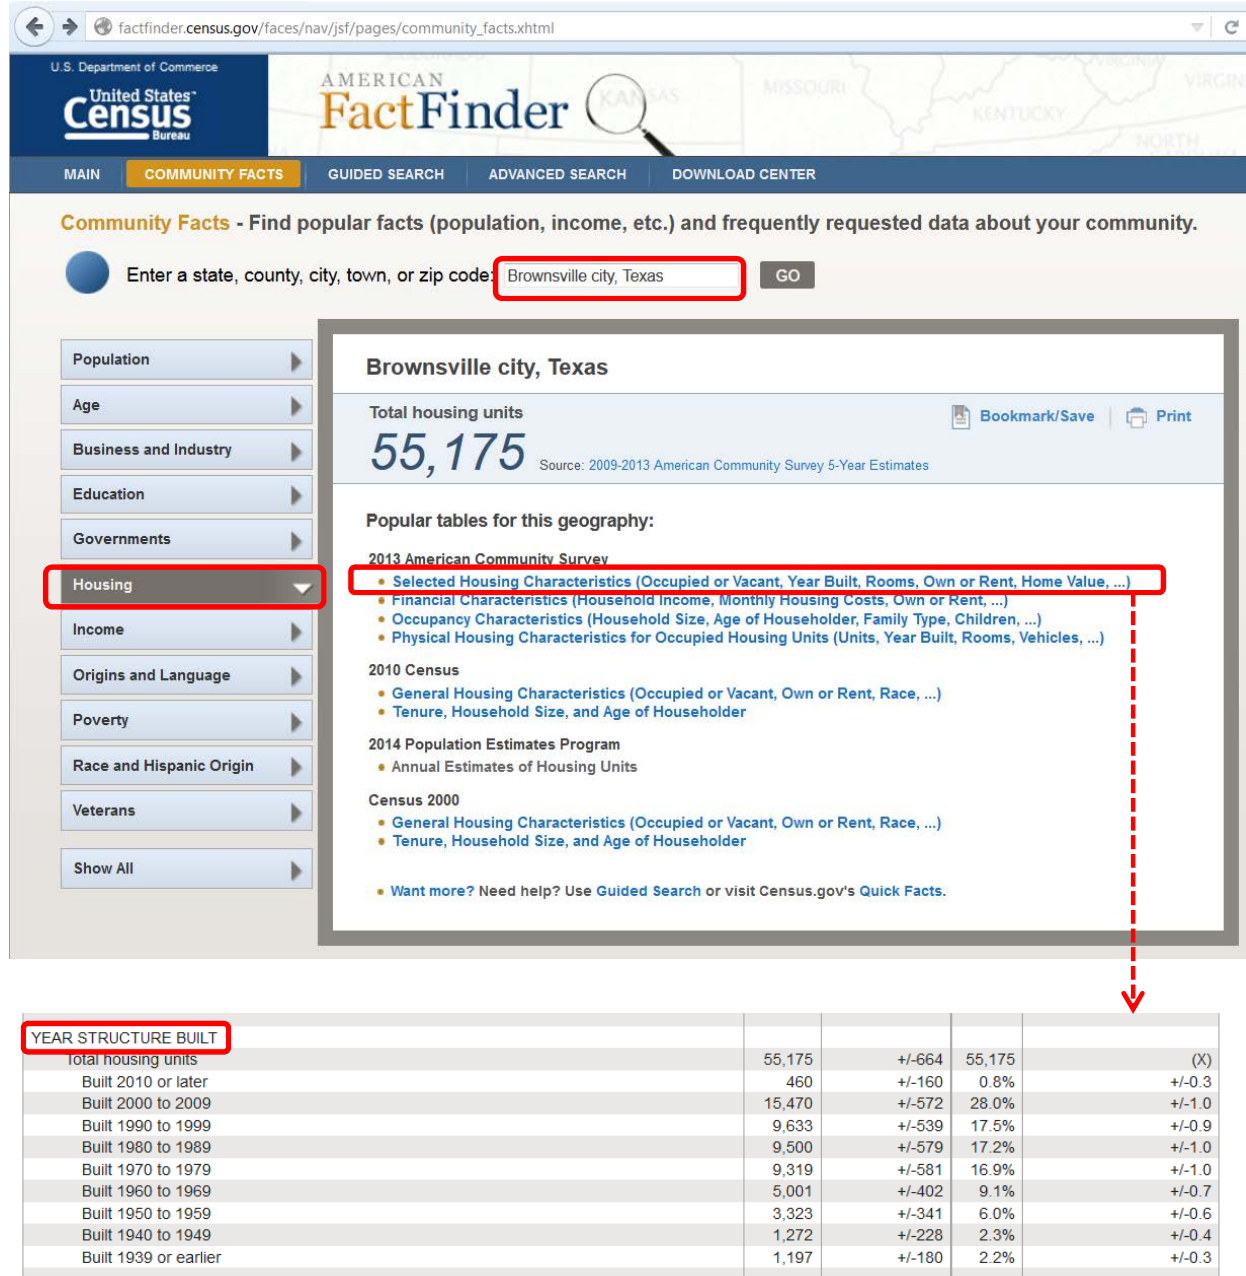 factfinder.census.gov/faces/nav/jsf/pages/community_facts.xhtml
U.S. Department of Commerce
United States™
Census
Bureau
AMERICAN
FactFinder
KANSAS
MISSOURI
KENTUCKY
NORTH
MAIN COMMUNITY FACTS GUIDED SEARCH ADVANCED SEARCH DOWNLOAD CENTER
Community Facts - Find popular facts (population, income, etc.) and frequently requested data about your community.
Enter a state, county, city, town, or zip code: Brownsville city, Texas GO
Population
Age
Business and Industry
Education
Governments
Housing
Income
Origins and Language
Poverty
Race and Hispanic Origin
Veterans
Show All
Brownsville city, Texas
Total housing units
55,175 Source: 2009-2013 American Community Survey 5-Year Estimates
Bookmark/Save Print
Popular tables for this geography:
2013 American Community Survey
• Selected Housing Characteristics (Occupied or Vacant, Year Built, Rooms, Own or Rent, Home Value, ...)
• Financial Characteristics (Household Income, Monthly Housing Costs, Own or Rent, ...)
• Occupancy Characteristics (Household Size, Age of Householder, Family Type, Children, ...)
• Physical Housing Characteristics for Occupied Housing Units (Units, Year Built, Rooms, Vehicles, ...)
2010 Census
• General Housing Characteristics (Occupied or Vacant, Own or Rent, Race, ...)
• Tenure, Household Size, and Age of Householder
2014 Population Estimates Program
• Annual Estimates of Housing Units
Census 2000
• General Housing Characteristics (Occupied or Vacant, Own or Rent, Race, ...)
• Tenure, Household Size, and Age of Householder
• Want more? Need help? Use Guided Search or visit Census.gov's Quick Facts.
YEAR STRUCTURE BUILT
Total housing units 55,175 +/-664 55,175 (X)
Built 2010 or later 460 +/-160 0.8% +/-0.3
Built 2000 to 2009 15,470 +/-572 28.0% +/-1.0
Built 1990 to 1999 9,633 +/-539 17.5% +/-0.9
Built 1980 to 1989 9,500 +/-579 17.2% +/-1.0
Built 1970 to 1979 9,319 +/-581 16.9% +/-1.0
Built 1960 to 1969 5,001 +/-402 9.1% +/-0.7
Built 1950 to 1959 3,323 +/-341 6.0% +/-0.6
Built 1940 to 1949 1,272 +/-228 2.3% +/-0.4
Built 1939 or earlier 1,197 +/-180 2.2% +/-0.3